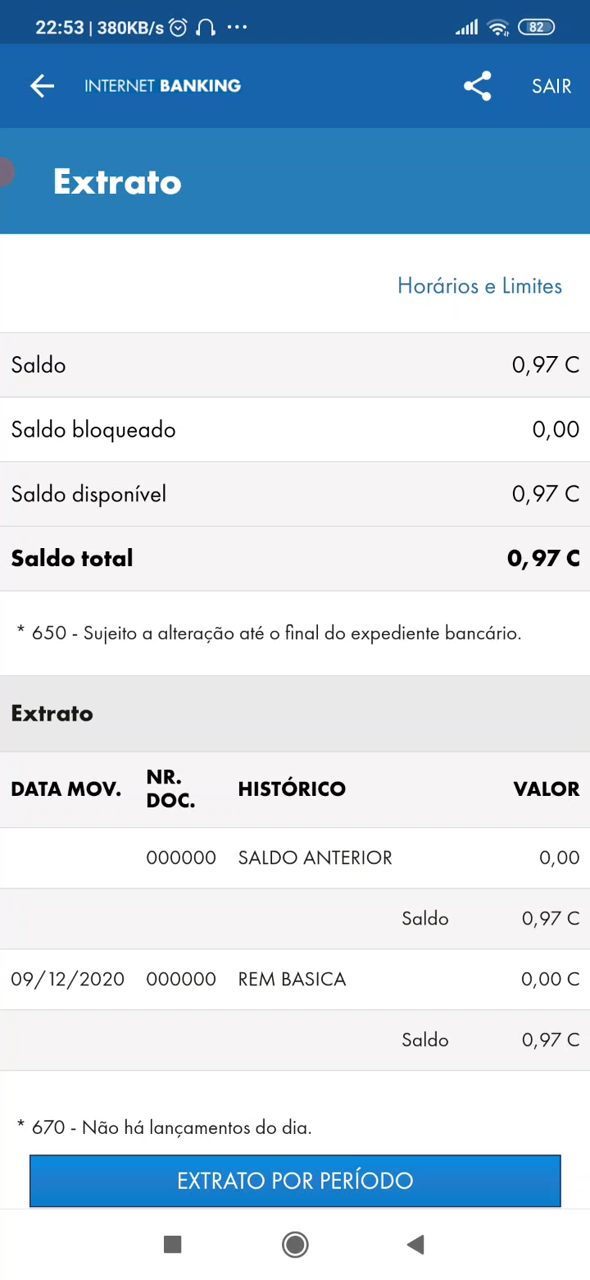 22:53 | 380KB/s ... 82
INTERNET BANKING SAIR
Extrato
Horários e Limites
Saldo 0,97 C
Saldo bloqueado 0,00
Saldo disponível 0,97 C
Saldo total 0,97 C
* 650 - Sujeito a alteração até o final do expediente bancário.
Extrato
DATA MOV. NR. DOC. HISTÓRICO VALOR
000000 SALDO ANTERIOR 0,00
Saldo 0,97 C
09/12/2020 000000 REM BASICA 0,00 C
Saldo 0,97 C
* 670 - Não há lançamentos do dia.
EXTRATO POR PERÍODO